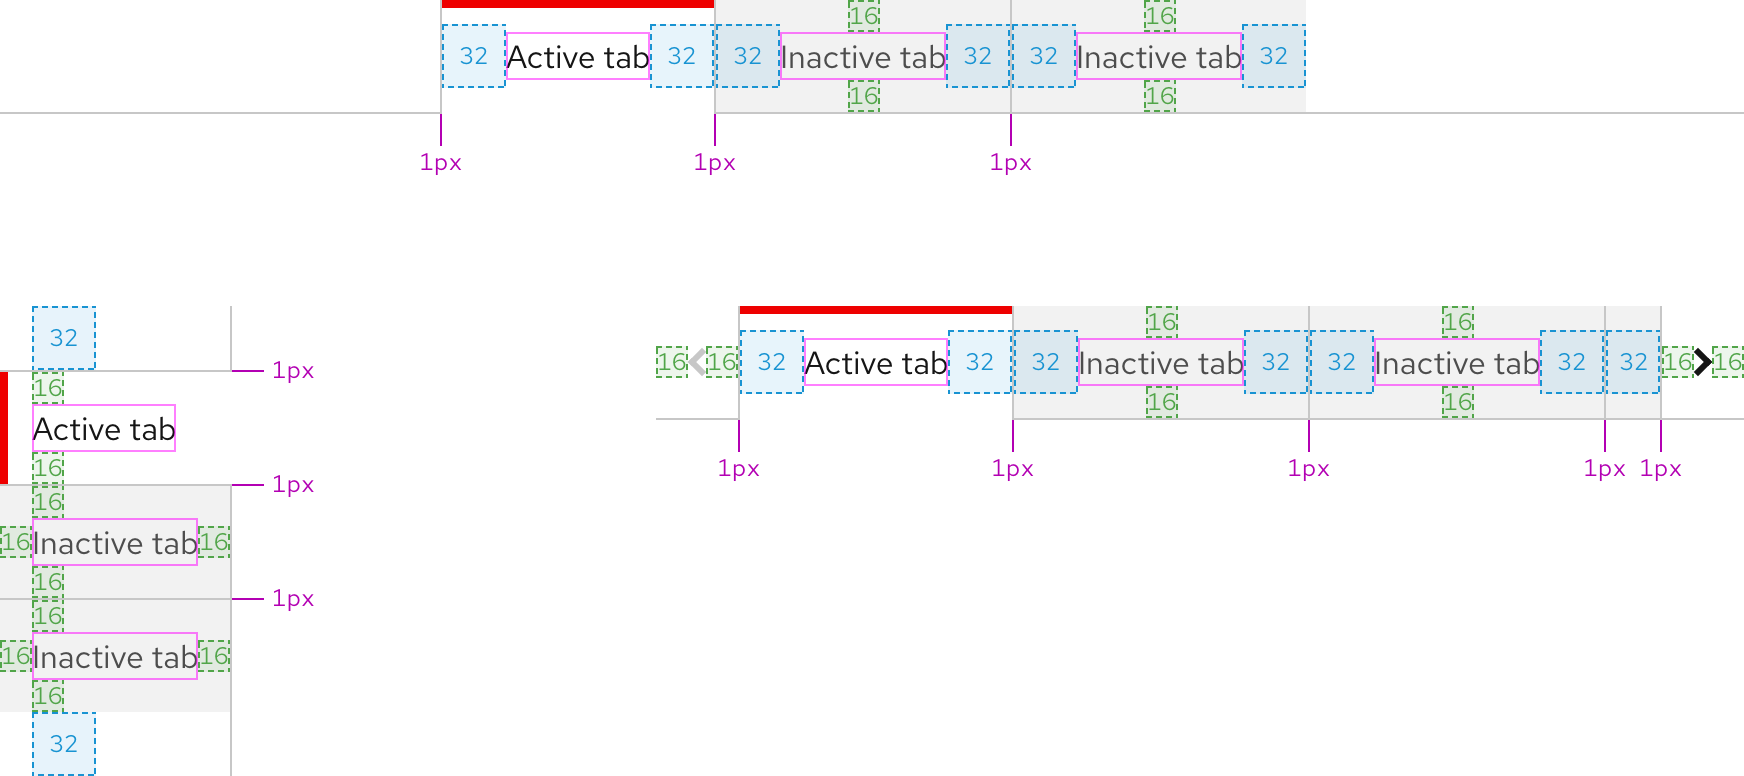 16 16
32 Active tab 32 32 Inactive tab 32 32 Inactive tab 32
16 16
1px 1px 1px
32
1px
16
Active tab
16
1px
16
16 Inactive tab 16
16
1px
16
16 Inactive tab 16
16
32
16 16
16 16 32 Active tab 32 32 Inactive tab 32 32 Inactive tab 32 32 16 16
16 16
1px 1px 1px 1px 1px